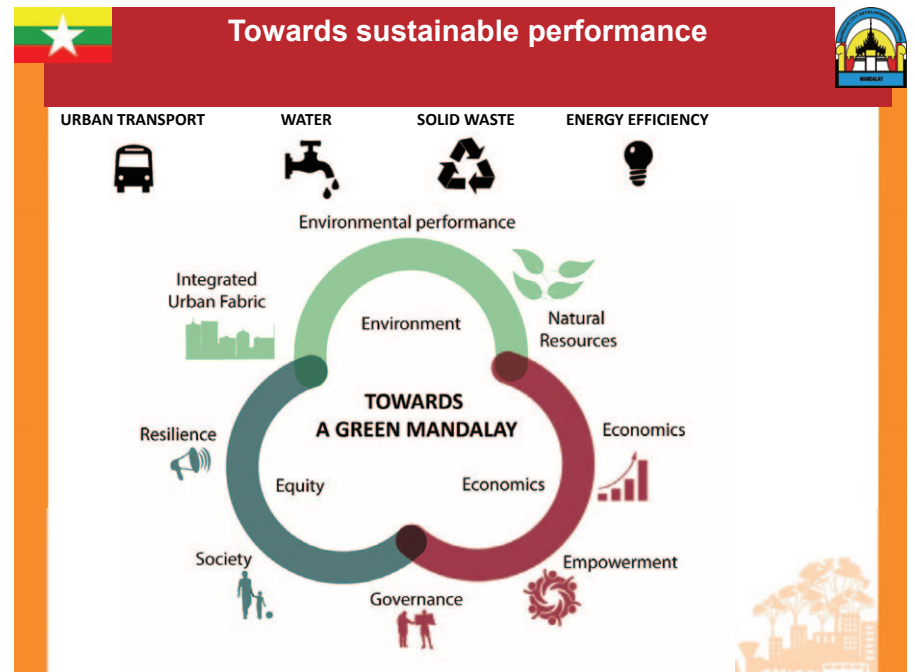 Towards sustainable performance
MANDALAY
URBAN TRANSPORT
WATER
SOLID WASTE
ENERGY EFFICIENCY
Environmental performance
Integrated
Urban Fabric
Environment
Natural
Resources
TOWARDS
A GREEN MANDALAY
Resilience
Economics
Equity
Economics
Society
Empowerment
Governance